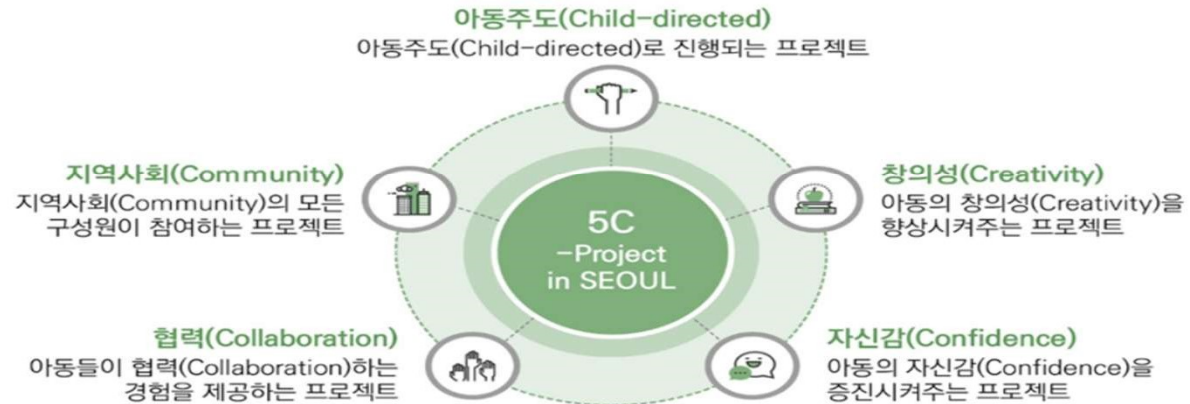 아동주도(Child-directed)
아동주도(Child-directed)로 진행되는 프로젝트
지역사회(Community)
지역사회(Community)의 모든
구성원이 참여하는 프로젝트
창의성(Creativity)
아동의 창의성(Creativity)을
향상시켜주는 프로젝트
5C
-Project
in SEOUL
협력(Collaboration)
아동들이 협력(Collaboration)하는
경험을 제공하는 프로젝트
자신감(Confidence)
아동의 자신감(Confidence)을
증진시켜주는 프로젝트